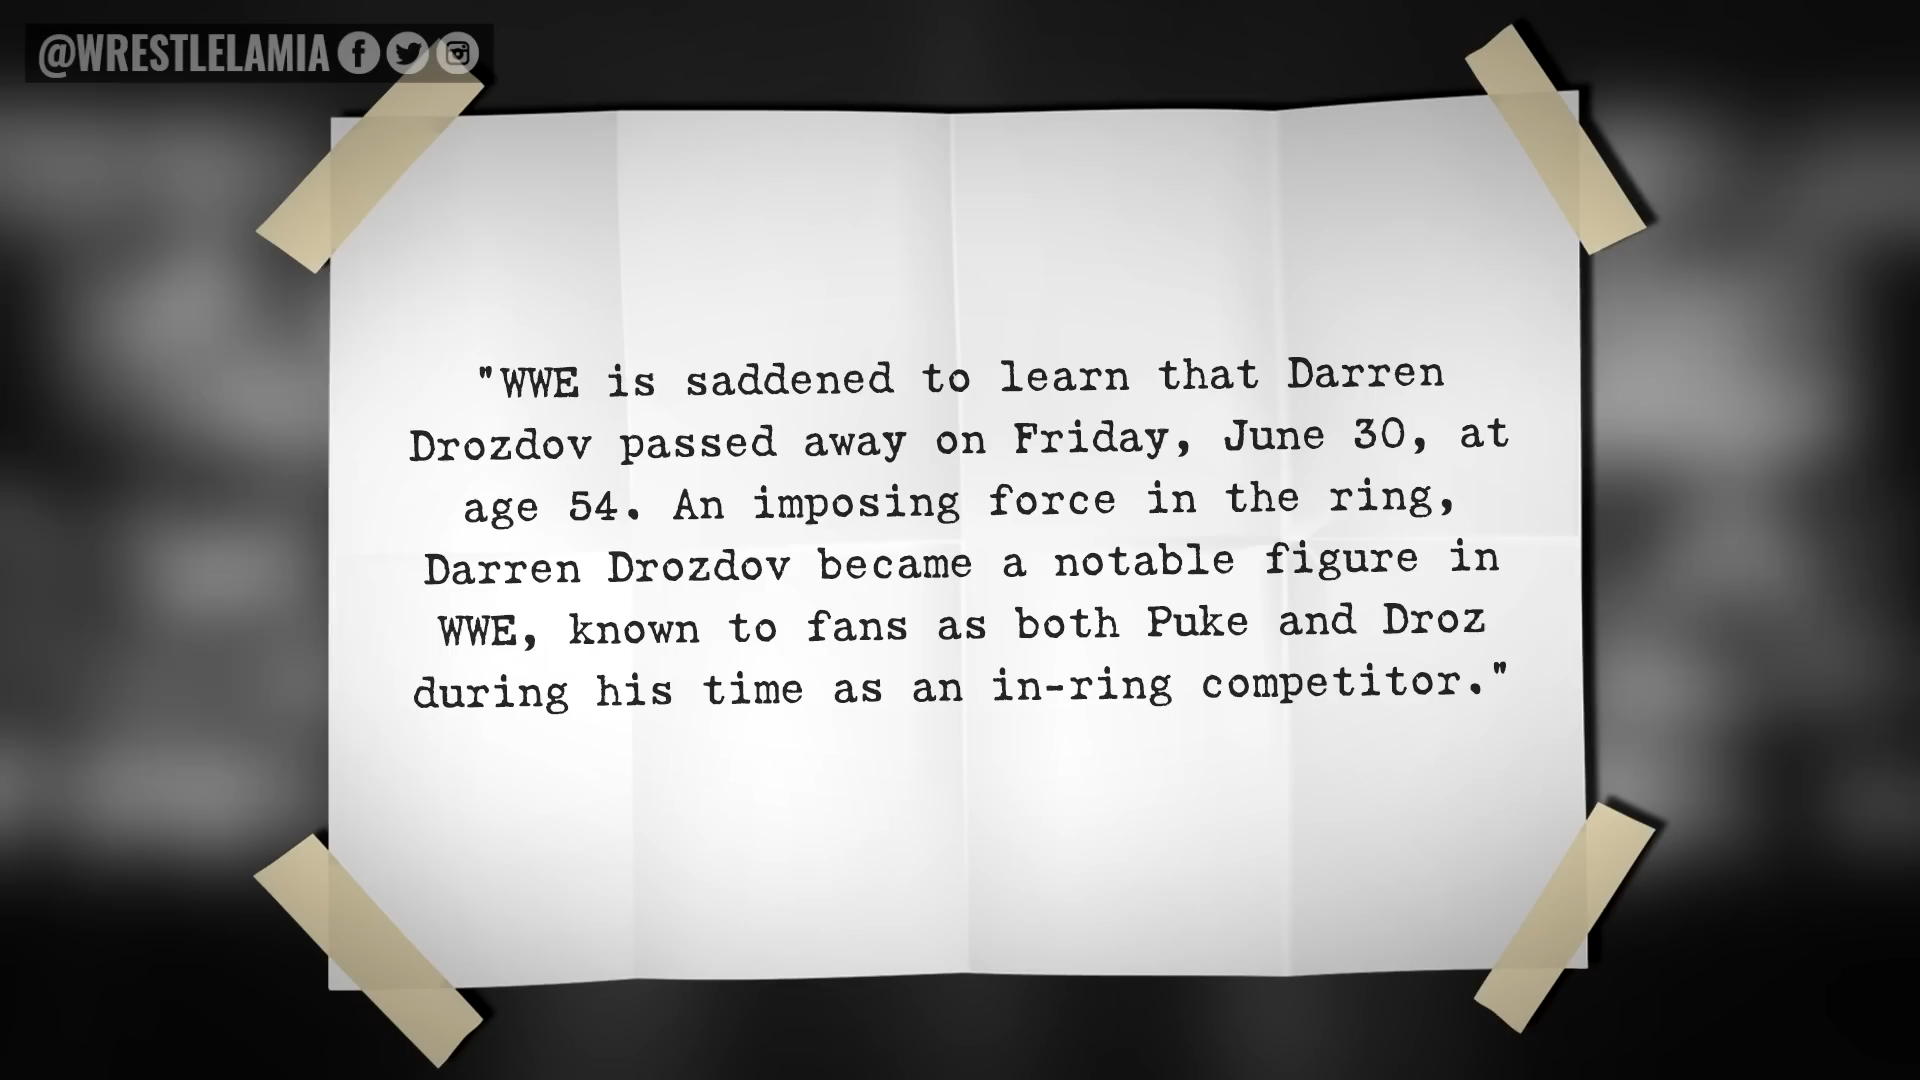 @WRESTLELAMIA
"WWE is saddened to learn that Darren
Drozdov passed away on Friday, June 30, at
age 54. An imposing force in the ring,
Darren Drozdov became a notable figure in
WWE, known to fans as both Puke and Droz
during his time as an in-ring competitor."